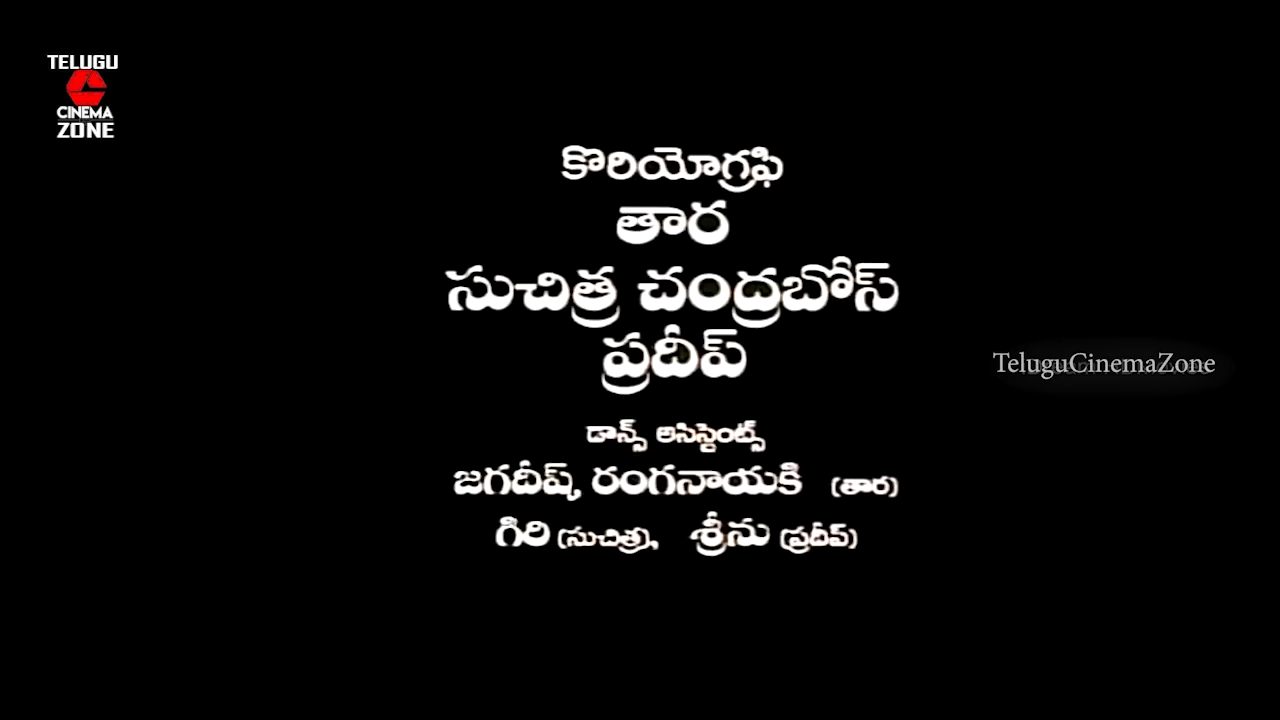 TELUGU
CINEMA
ZONE
కొరియోగ్రఫి
తార
సుచిత్ర చంద్రబోస్
ప్రదీప్
TeluguCinemaZone
డాన్స్ అసిస్టెంట్స్
జగదీష్, రంగనాయకి (తార)
గిరి (సుచిత్ర), శ్రీను (ప్రదీప్)